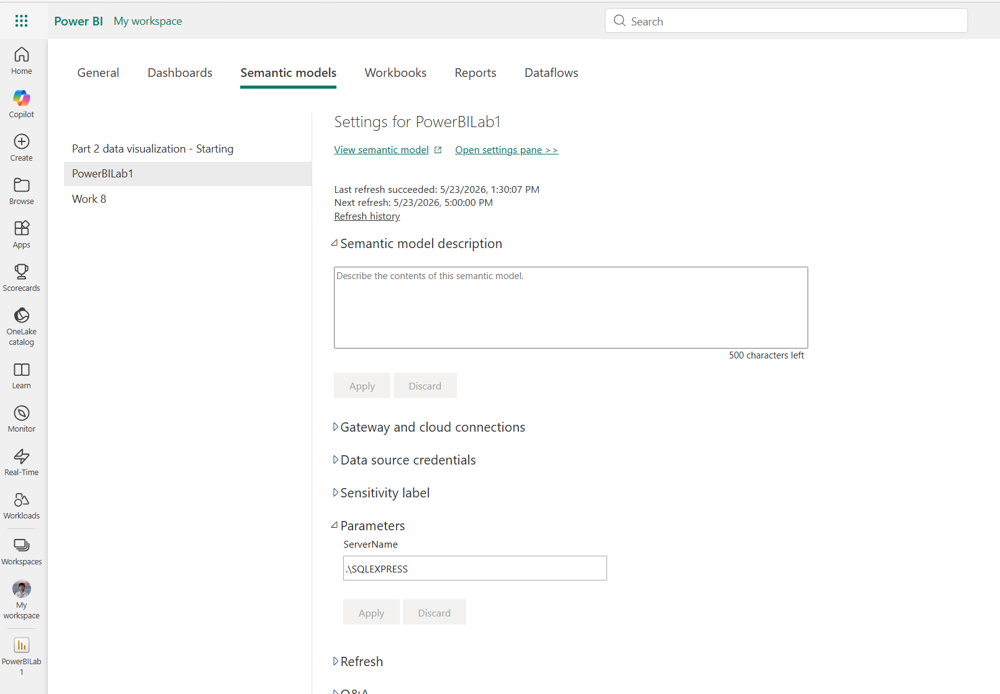 Power BI My workspace
Search
Home
Copilot
Create
Browse
Apps
Scorecards
OneLake
catalog
Learn
Monitor
Real-Time
Workloads
Workspaces
My
workspace
PowerBILab
1
General Dashboards Semantic models Workbooks Reports Dataflows
Part 2 data visualization - Starting
PowerBILab1
Work 8
Settings for PowerBILab1
View semantic model Open settings pane >>
Last refresh succeeded: 5/23/2026, 1:30:07 PM
Next refresh: 5/23/2026, 5:00:00 PM
Refresh history
Semantic model description
Describe the contents of this semantic model.
500 characters left
Apply Discard
Gateway and cloud connections
Data source credentials
Sensitivity label
Parameters
ServerName
.\SQLEXPRESS
Apply Discard
Refresh
Q&A